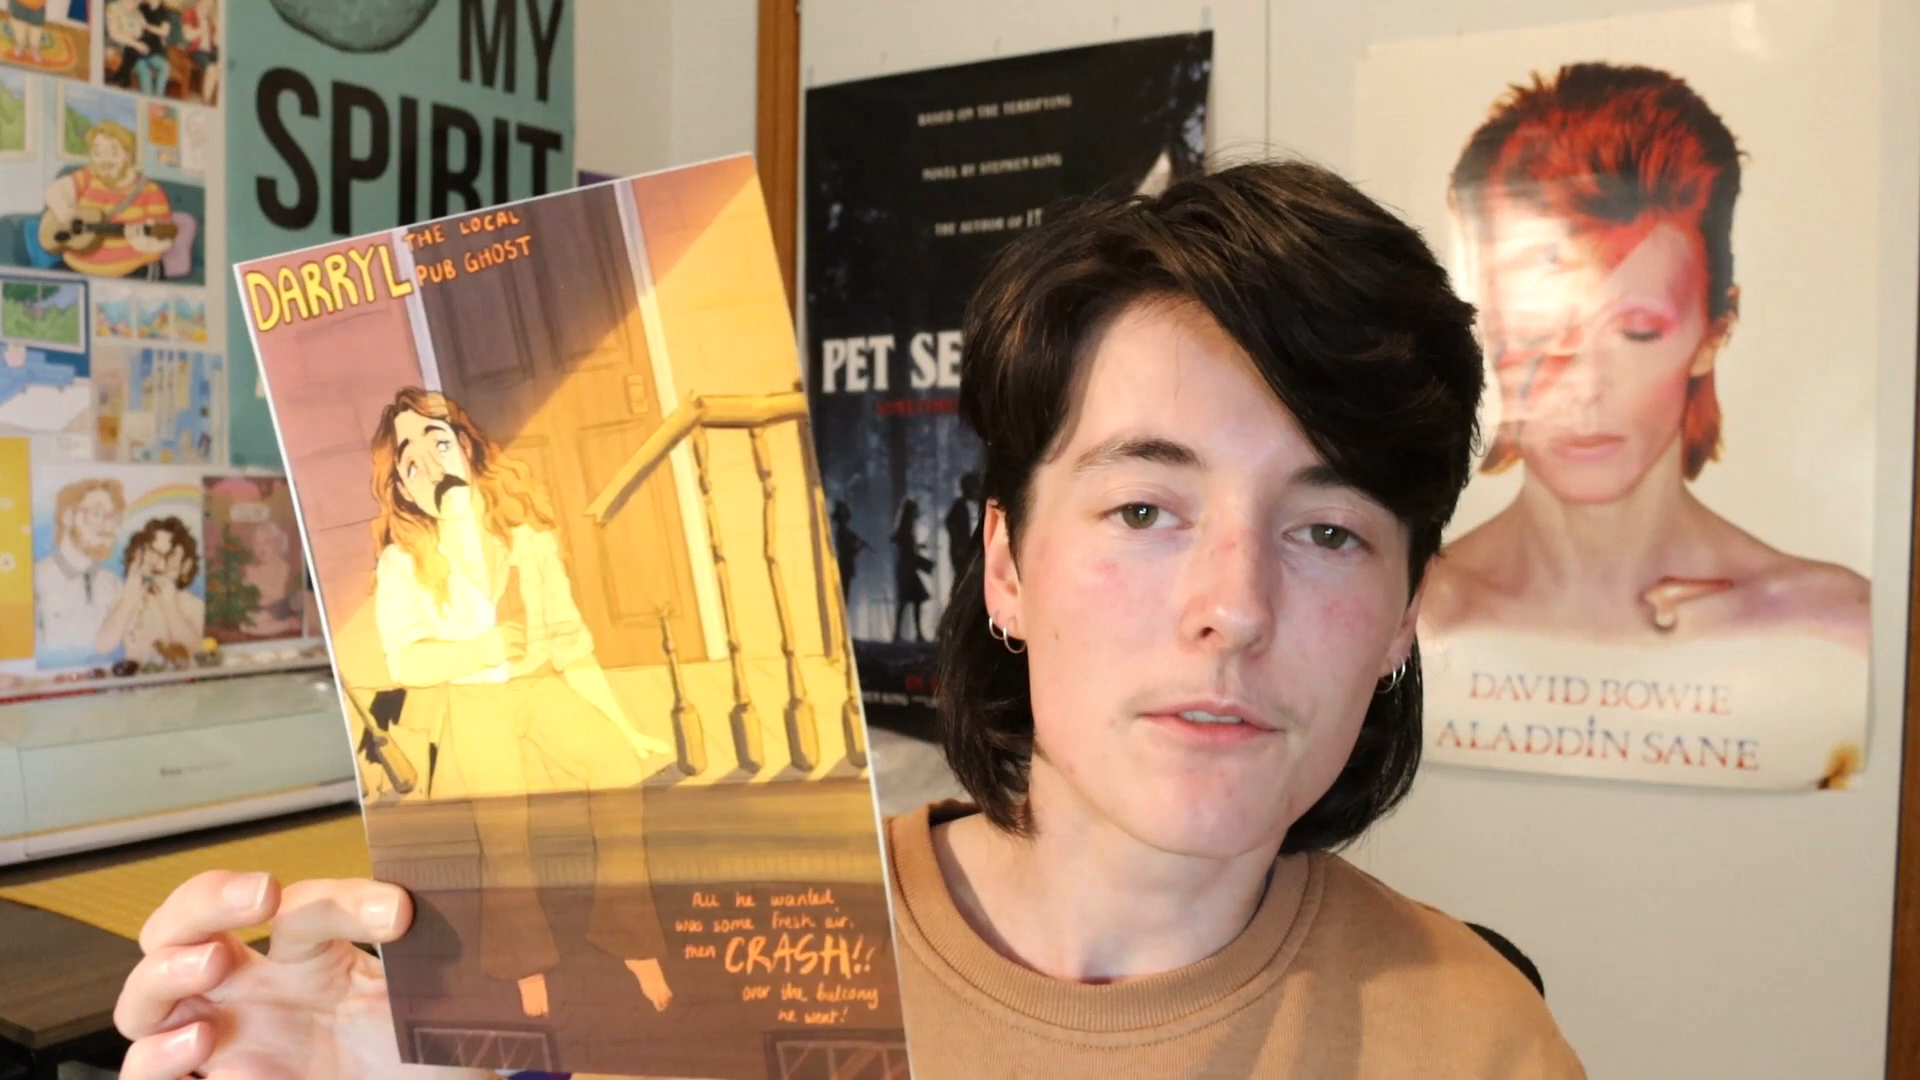 MY
SPIRIT
DARRYL THE LOCAL
PUB GHOST
All he wanted
was some fresh air,
then CRASH!!
over the balcony
he went!
BASED ON THE TERRIFYING
NOVEL BY STEPHEN KING
THE AUTHOR OF IT
PET SE
DAVID BOWIE
ALADDIN SANE